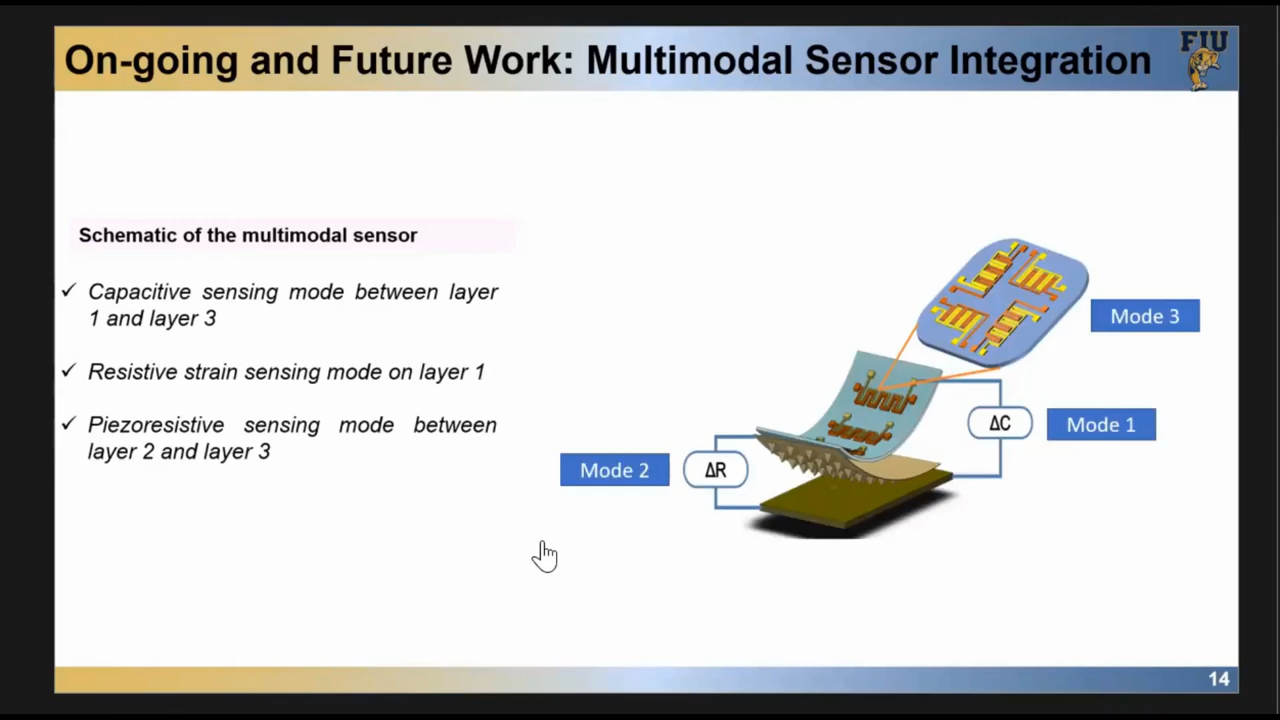 On-going and Future Work: Multimodal Sensor Integration
FIU
Schematic of the multimodal sensor
✓ Capacitive sensing mode between layer
1 and layer 3
✓ Resistive strain sensing mode on layer 1
✓ Piezoresistive sensing mode between
layer 2 and layer 3
Mode 3
ΔC
Mode 1
Mode 2
ΔR
14